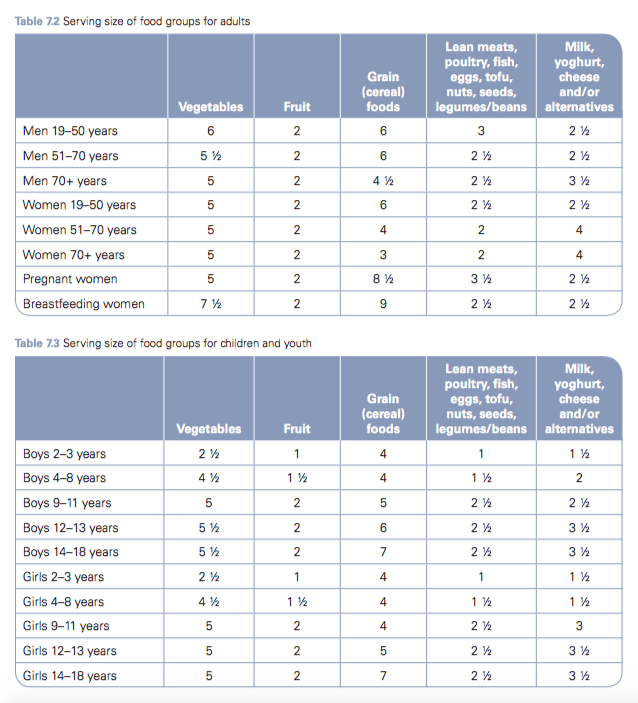 Table 7.2 Serving size of food groups for adults
Vegetables Fruit Grain (cereal) foods Lean meats, poultry, fish, eggs, tofu, nuts, seeds, legumes/beans Milk, yoghurt, cheese and/or alternatives
Men 19–50 years 6 2 6 3 2 ½
Men 51–70 years 5 ½ 2 6 2 ½ 2 ½
Men 70+ years 5 2 4 ½ 2 ½ 3 ½
Women 19–50 years 5 2 6 2 ½ 2 ½
Women 51–70 years 5 2 4 2 4
Women 70+ years 5 2 3 2 4
Pregnant women 5 2 8 ½ 3 ½ 2 ½
Breastfeeding women 7 ½ 2 9 2 ½ 2 ½
Table 7.3 Serving size of food groups for children and youth
Vegetables Fruit Grain (cereal) foods Lean meats, poultry, fish, eggs, tofu, nuts, seeds, legumes/beans Milk, yoghurt, cheese and/or alternatives
Boys 2–3 years 2 ½ 1 4 1 1 ½
Boys 4–8 years 4 ½ 1 ½ 4 1 ½ 2
Boys 9–11 years 5 2 5 2 ½ 2 ½
Boys 12–13 years 5 ½ 2 6 2 ½ 3 ½
Boys 14–18 years 5 ½ 2 7 2 ½ 3 ½
Girls 2–3 years 2 ½ 1 4 1 1 ½
Girls 4–8 years 4 ½ 1 ½ 4 1 ½ 1 ½
Girls 9–11 years 5 2 4 2 ½ 3
Girls 12–13 years 5 2 5 2 ½ 3 ½
Girls 14–18 years 5 2 7 2 ½ 3 ½